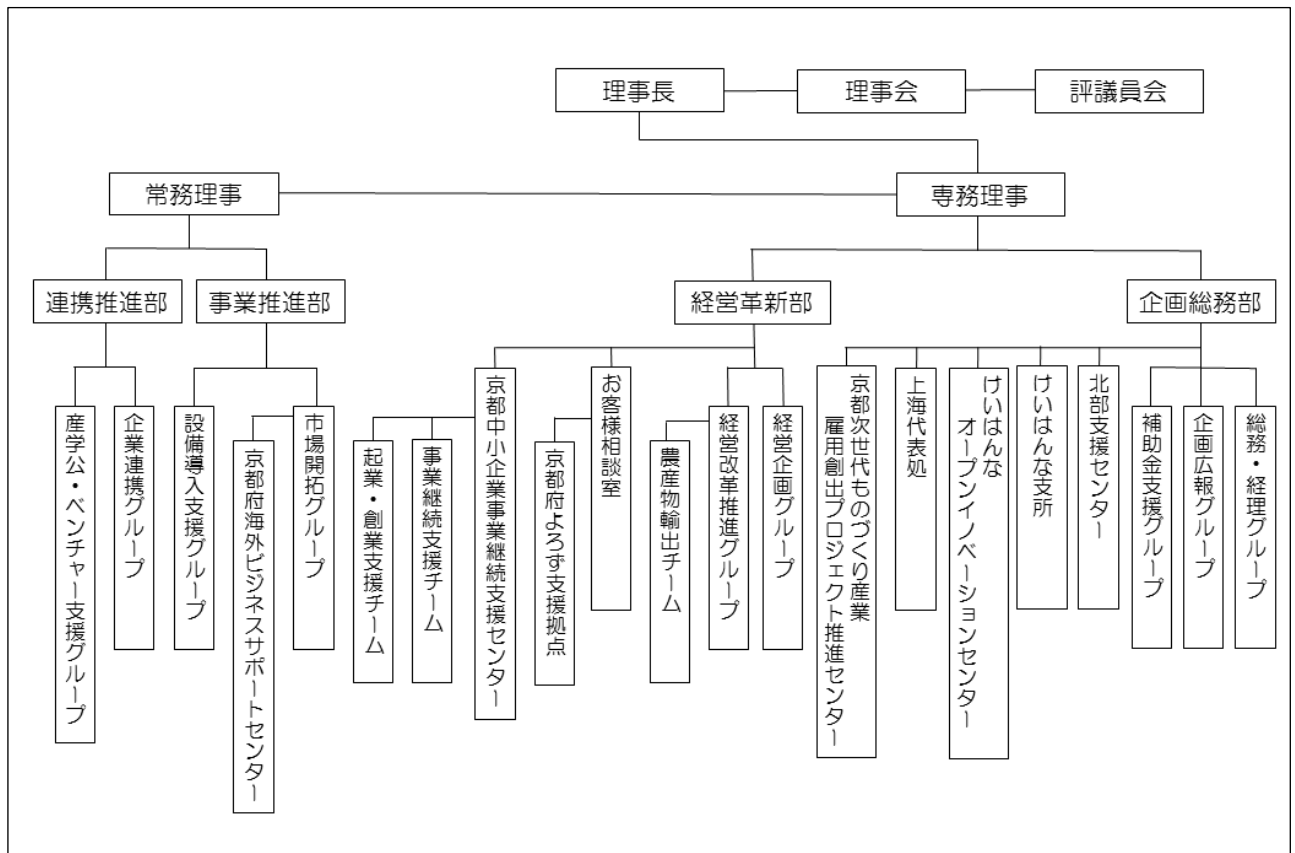 理事長
理事会
評議員会
常務理事
専務理事
連携推進部
事業推進部
経営革新部
企画総務部
総務・経理グループ
企画広報グループ
補助金支援グループ
北部支援センター
けいはんな支所
けいはんな
オープンイノベーションセンター
上海代表処
京都次世代ものづくり産業
雇用創出プロジェクト推進センター
経営企画グループ
経営改革推進グループ
農産物輸出チーム
お客様相談室
京都府よろず支援拠点
京都中小企業事業継続支援センター
事業継続支援チーム
起業・創業支援チーム
市場開拓グループ
京都府海外ビジネスサポートセンター
設備導入支援グループ
企業連携グループ
産学公・ベンチャー支援グループ